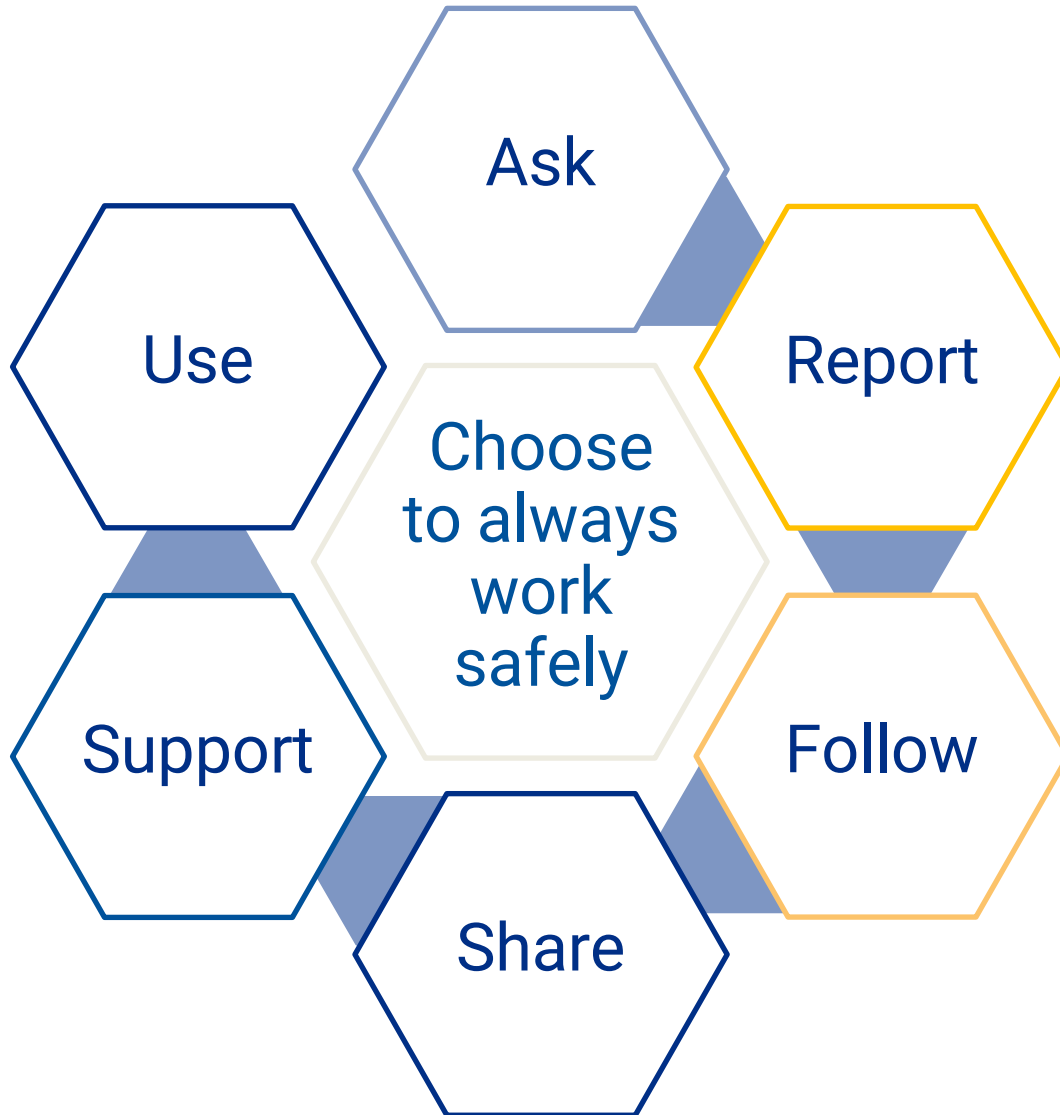 Ask
Report
Follow
Share
Support
Use
Choose
to always
work
safely